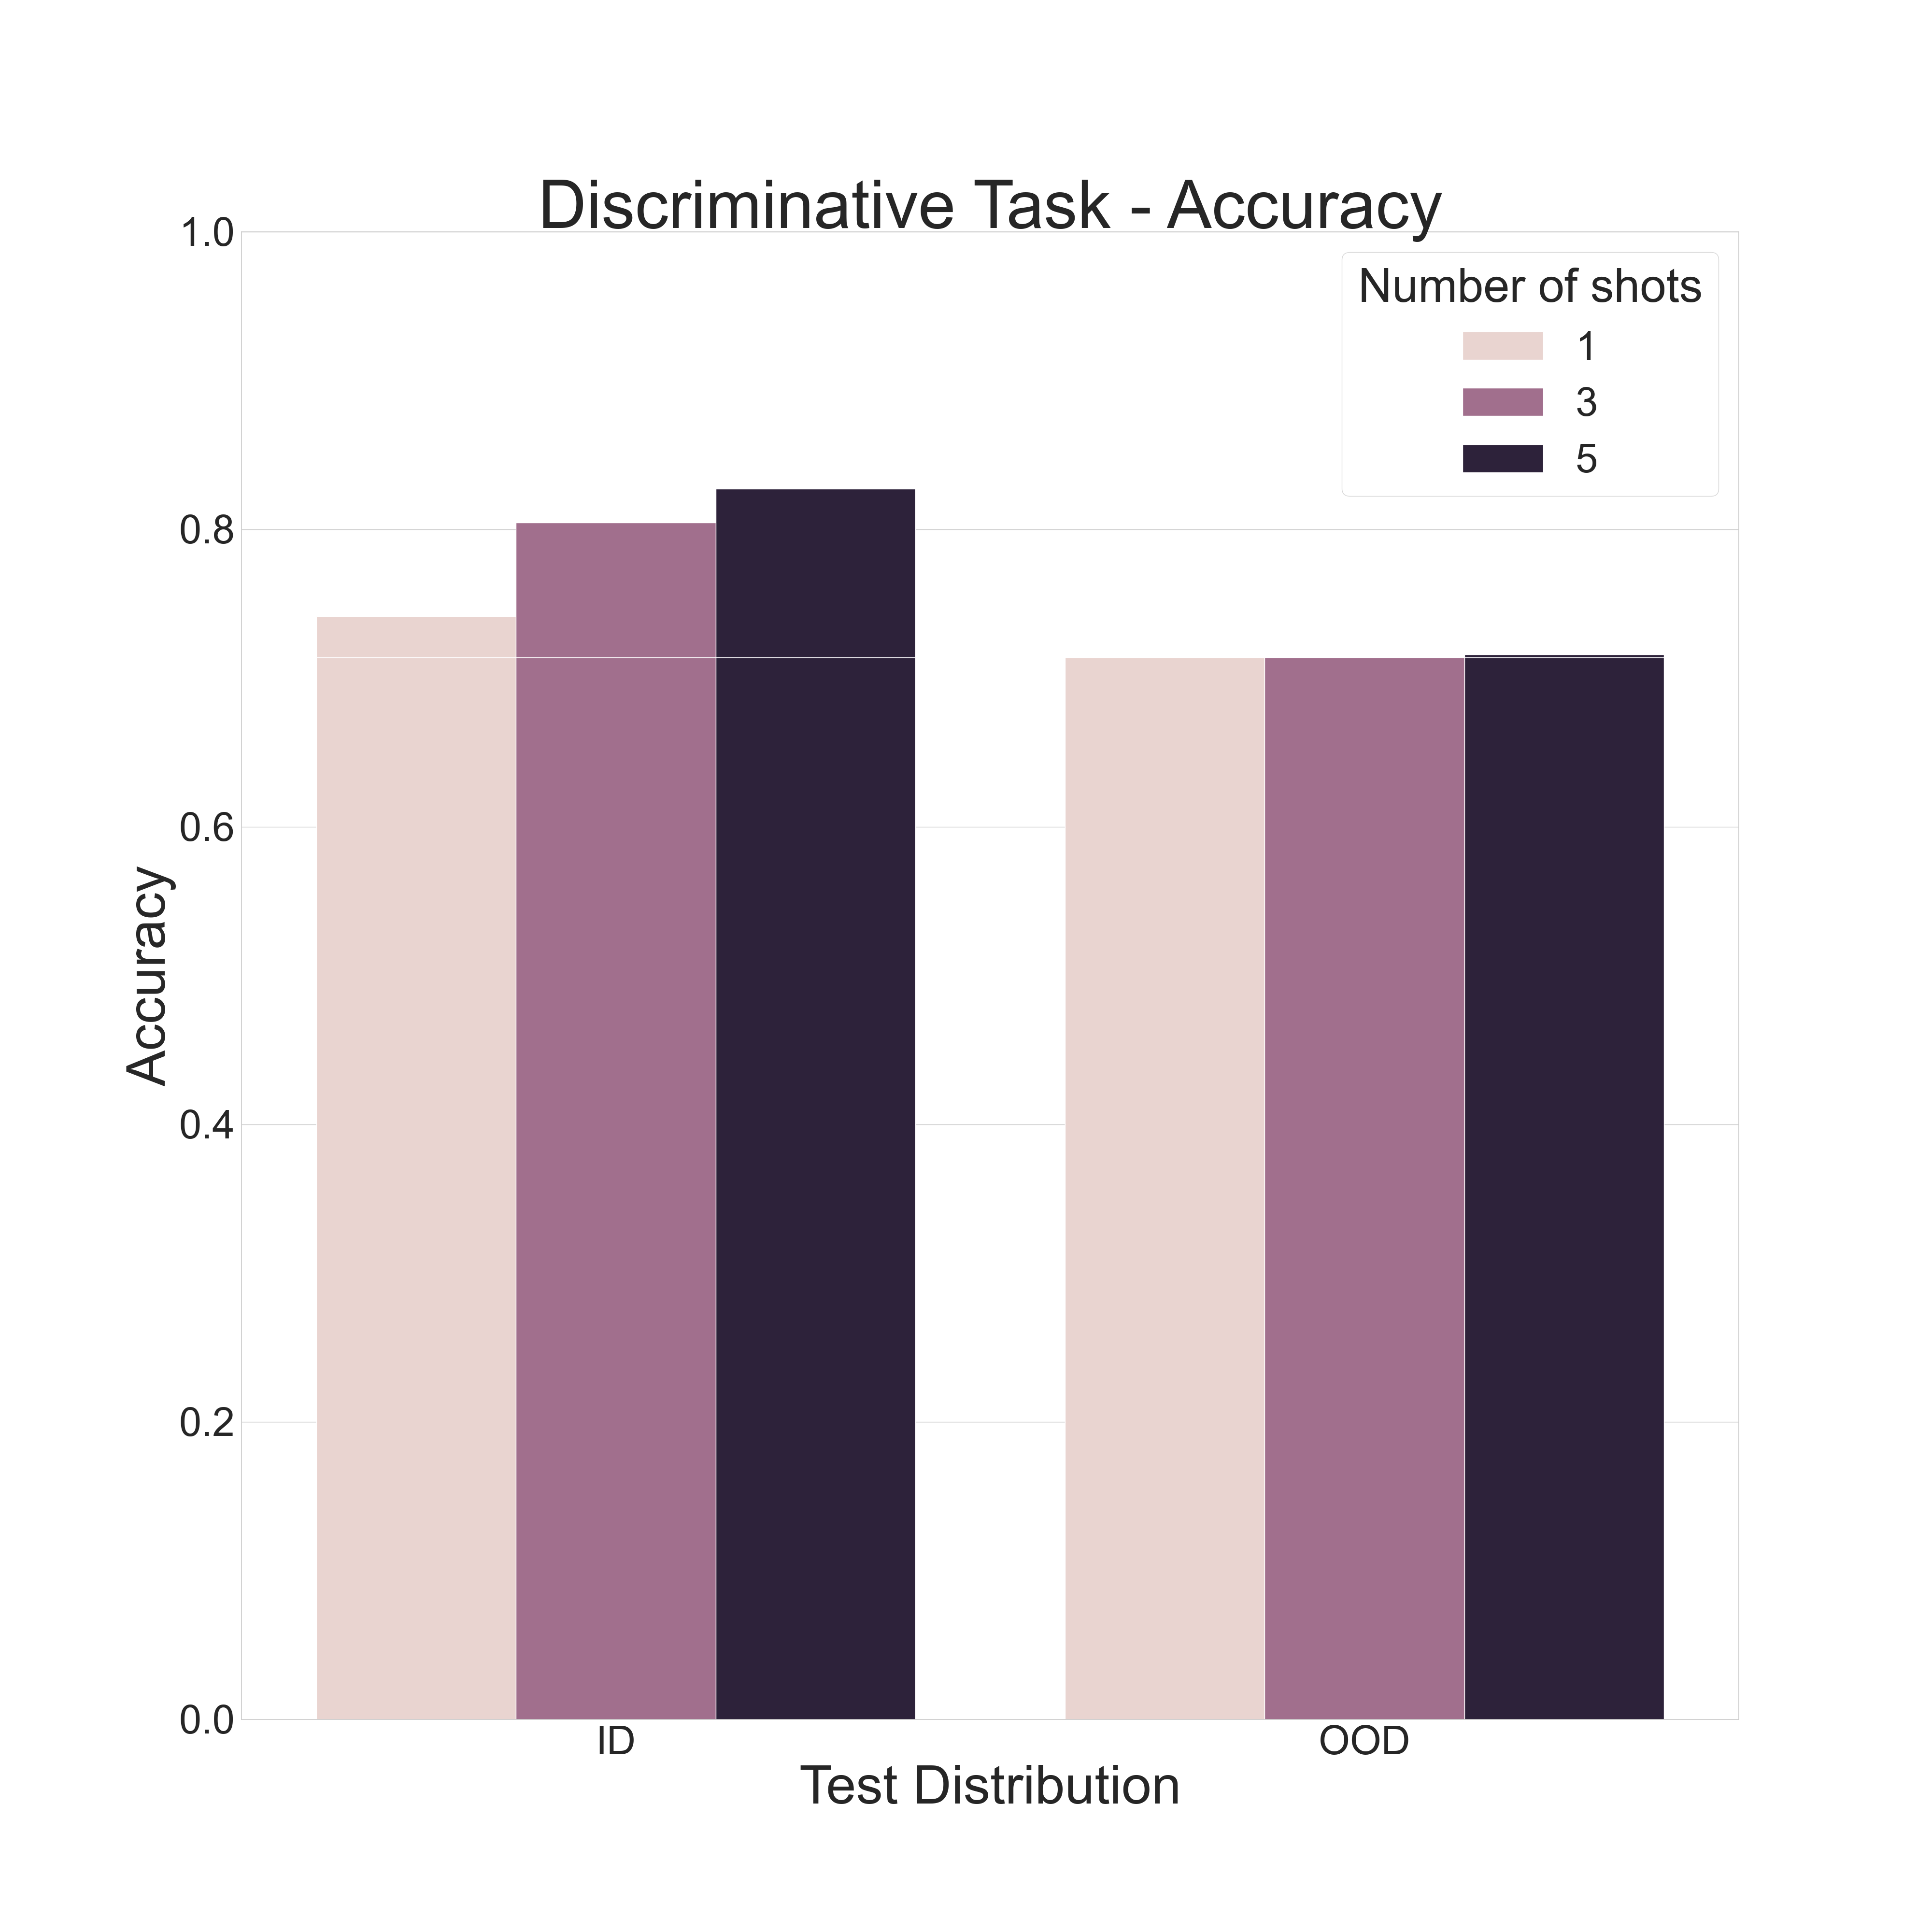 Discriminative Task - Accuracy
Number of shots
1
3
5
1.0
0.8
0.6
0.4
0.2
0.0
Accuracy
ID
OOD
Test Distribution